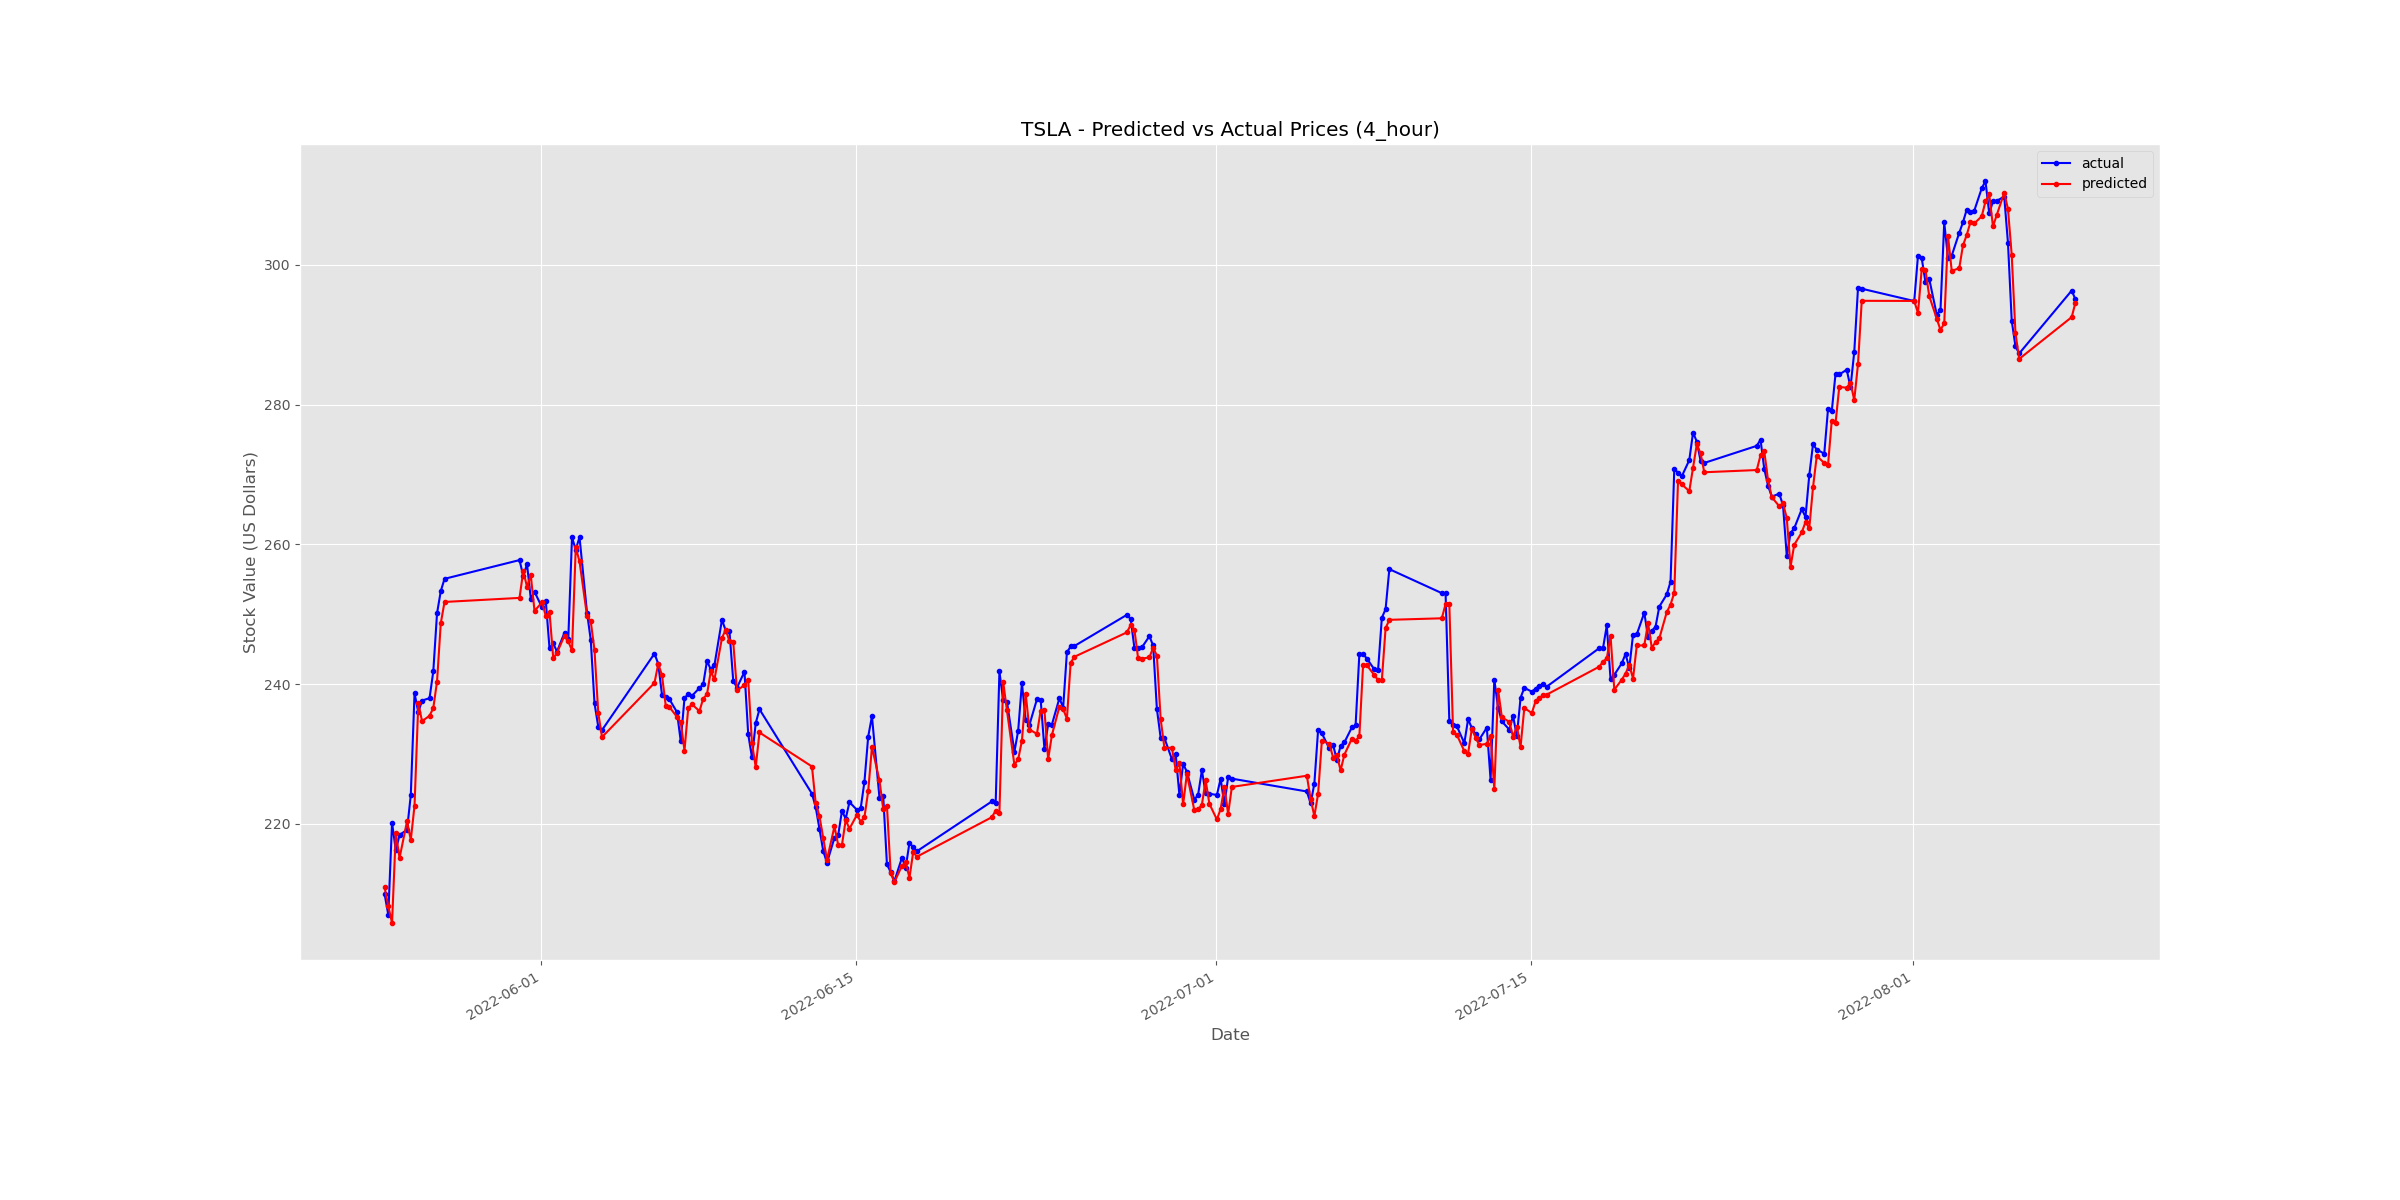 TSLA - Predicted vs Actual Prices (4_hour)
actual
predicted
300
280
260
240
220
Stock Value (US Dollars)
2022-06-01
2022-06-15
2022-07-01
2022-07-15
2022-08-01
Date